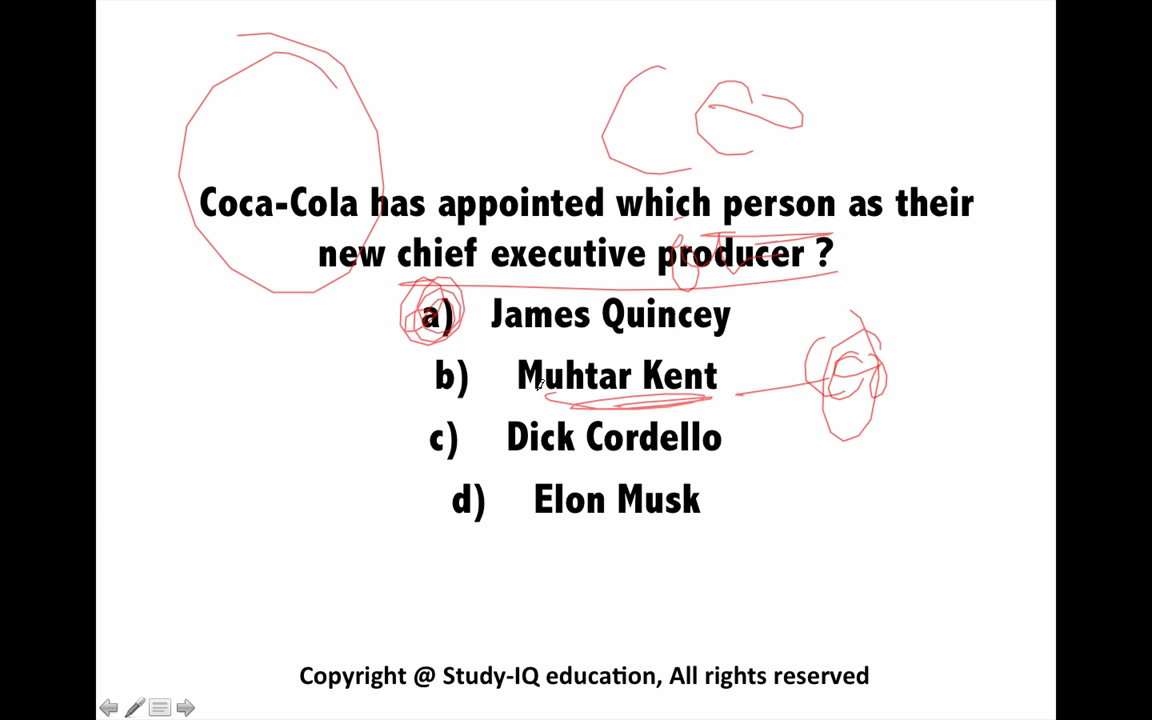 Coca-Cola has appointed which person as their
new chief executive producer ?
a) James Quincey
b) Muhtar Kent
c) Dick Cordello
d) Elon Musk
Copyright @ Study-IQ education, All rights reserved